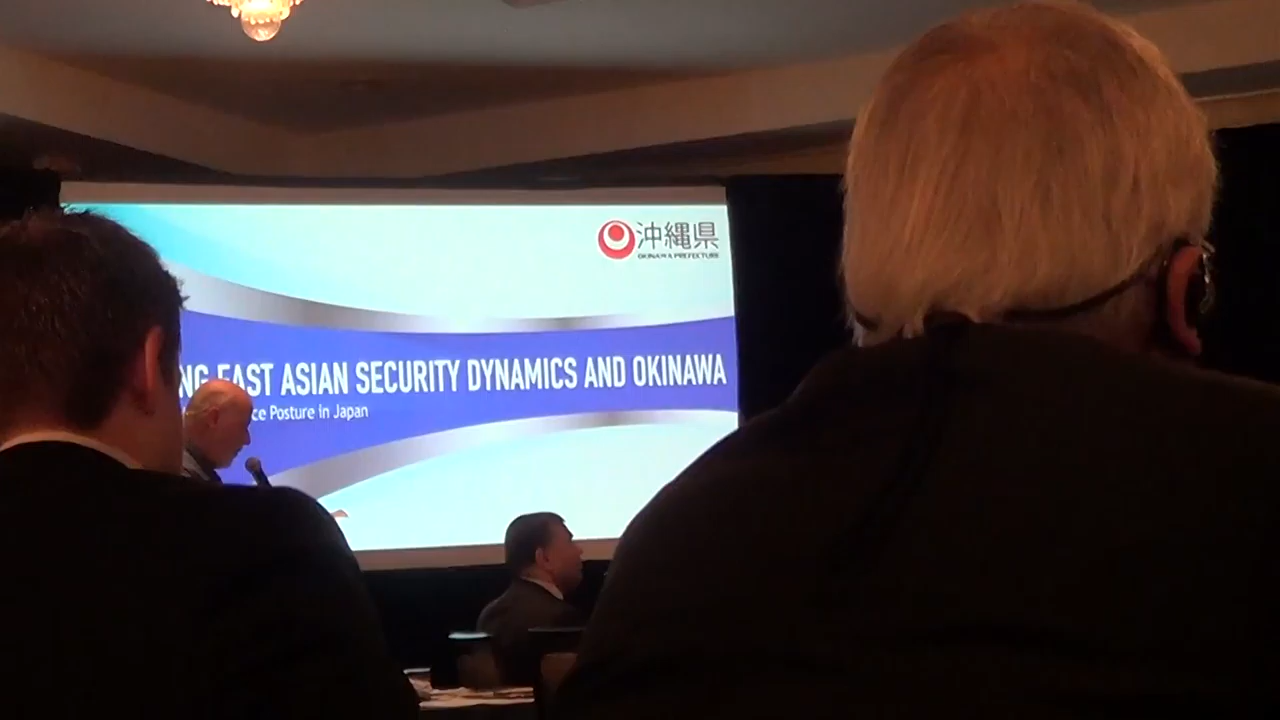 沖縄県
OKINAWA PREFECTURE
EAST ASIAN SECURITY DYNAMICS AND OKINAWA
Posture in Japan